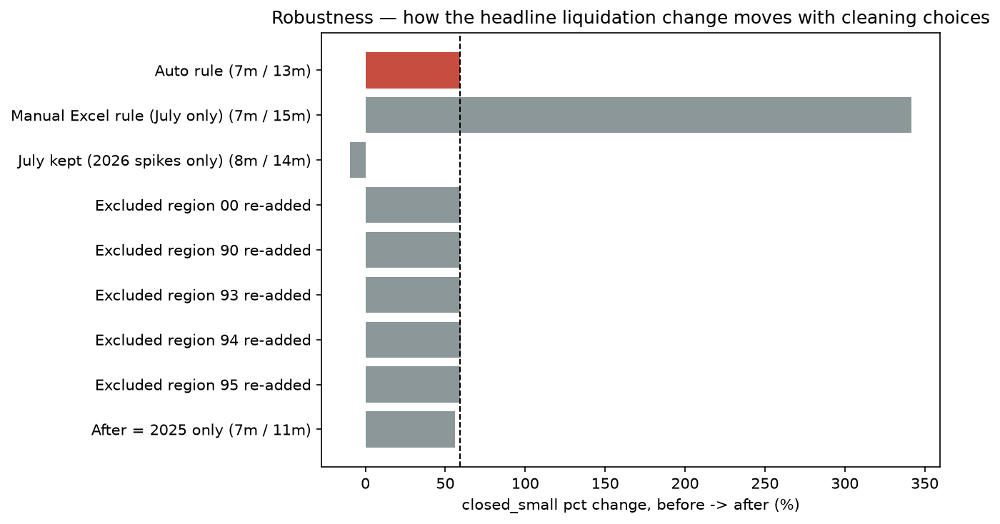 Robustness — how the headline liquidation change moves with cleaning choices
Auto rule (7m / 13m)
Manual Excel rule (July only) (7m / 15m)
July kept (2026 spikes only) (8m / 14m)
Excluded region 00 re-added
Excluded region 90 re-added
Excluded region 93 re-added
Excluded region 94 re-added
Excluded region 95 re-added
After = 2025 only (7m / 11m)
0 50 100 150 200 250 300 350
closed_small pct change, before -> after (%)